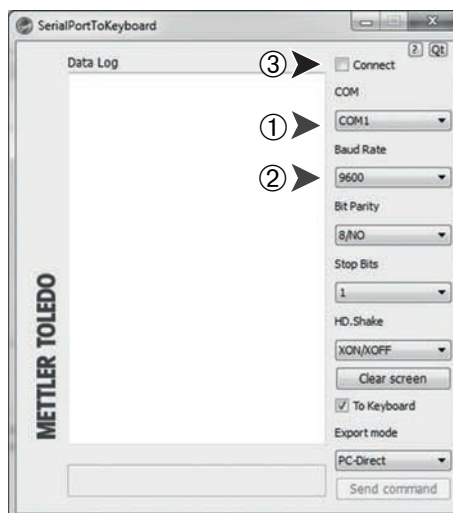 SerialPortToKeyboard
? Qt
Data Log
③ Connect
COM
① COM1
Baud Rate
② 9600
Bit Parity
8/NO
Stop Bits
1
HD.Shake
XON/XOFF
Clear screen
To Keyboard
Export mode
PC-Direct
Send command
METTLER TOLEDO